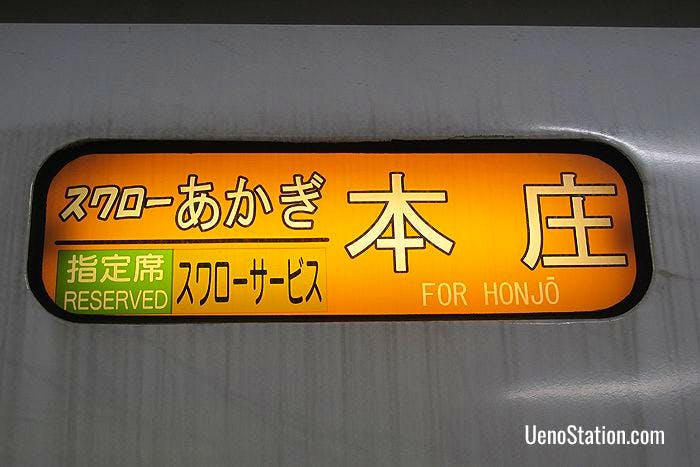 スワローあかぎ
指定席
RESERVED
スワローサービス
本庄
FOR HONJŌ
UenoStation.com